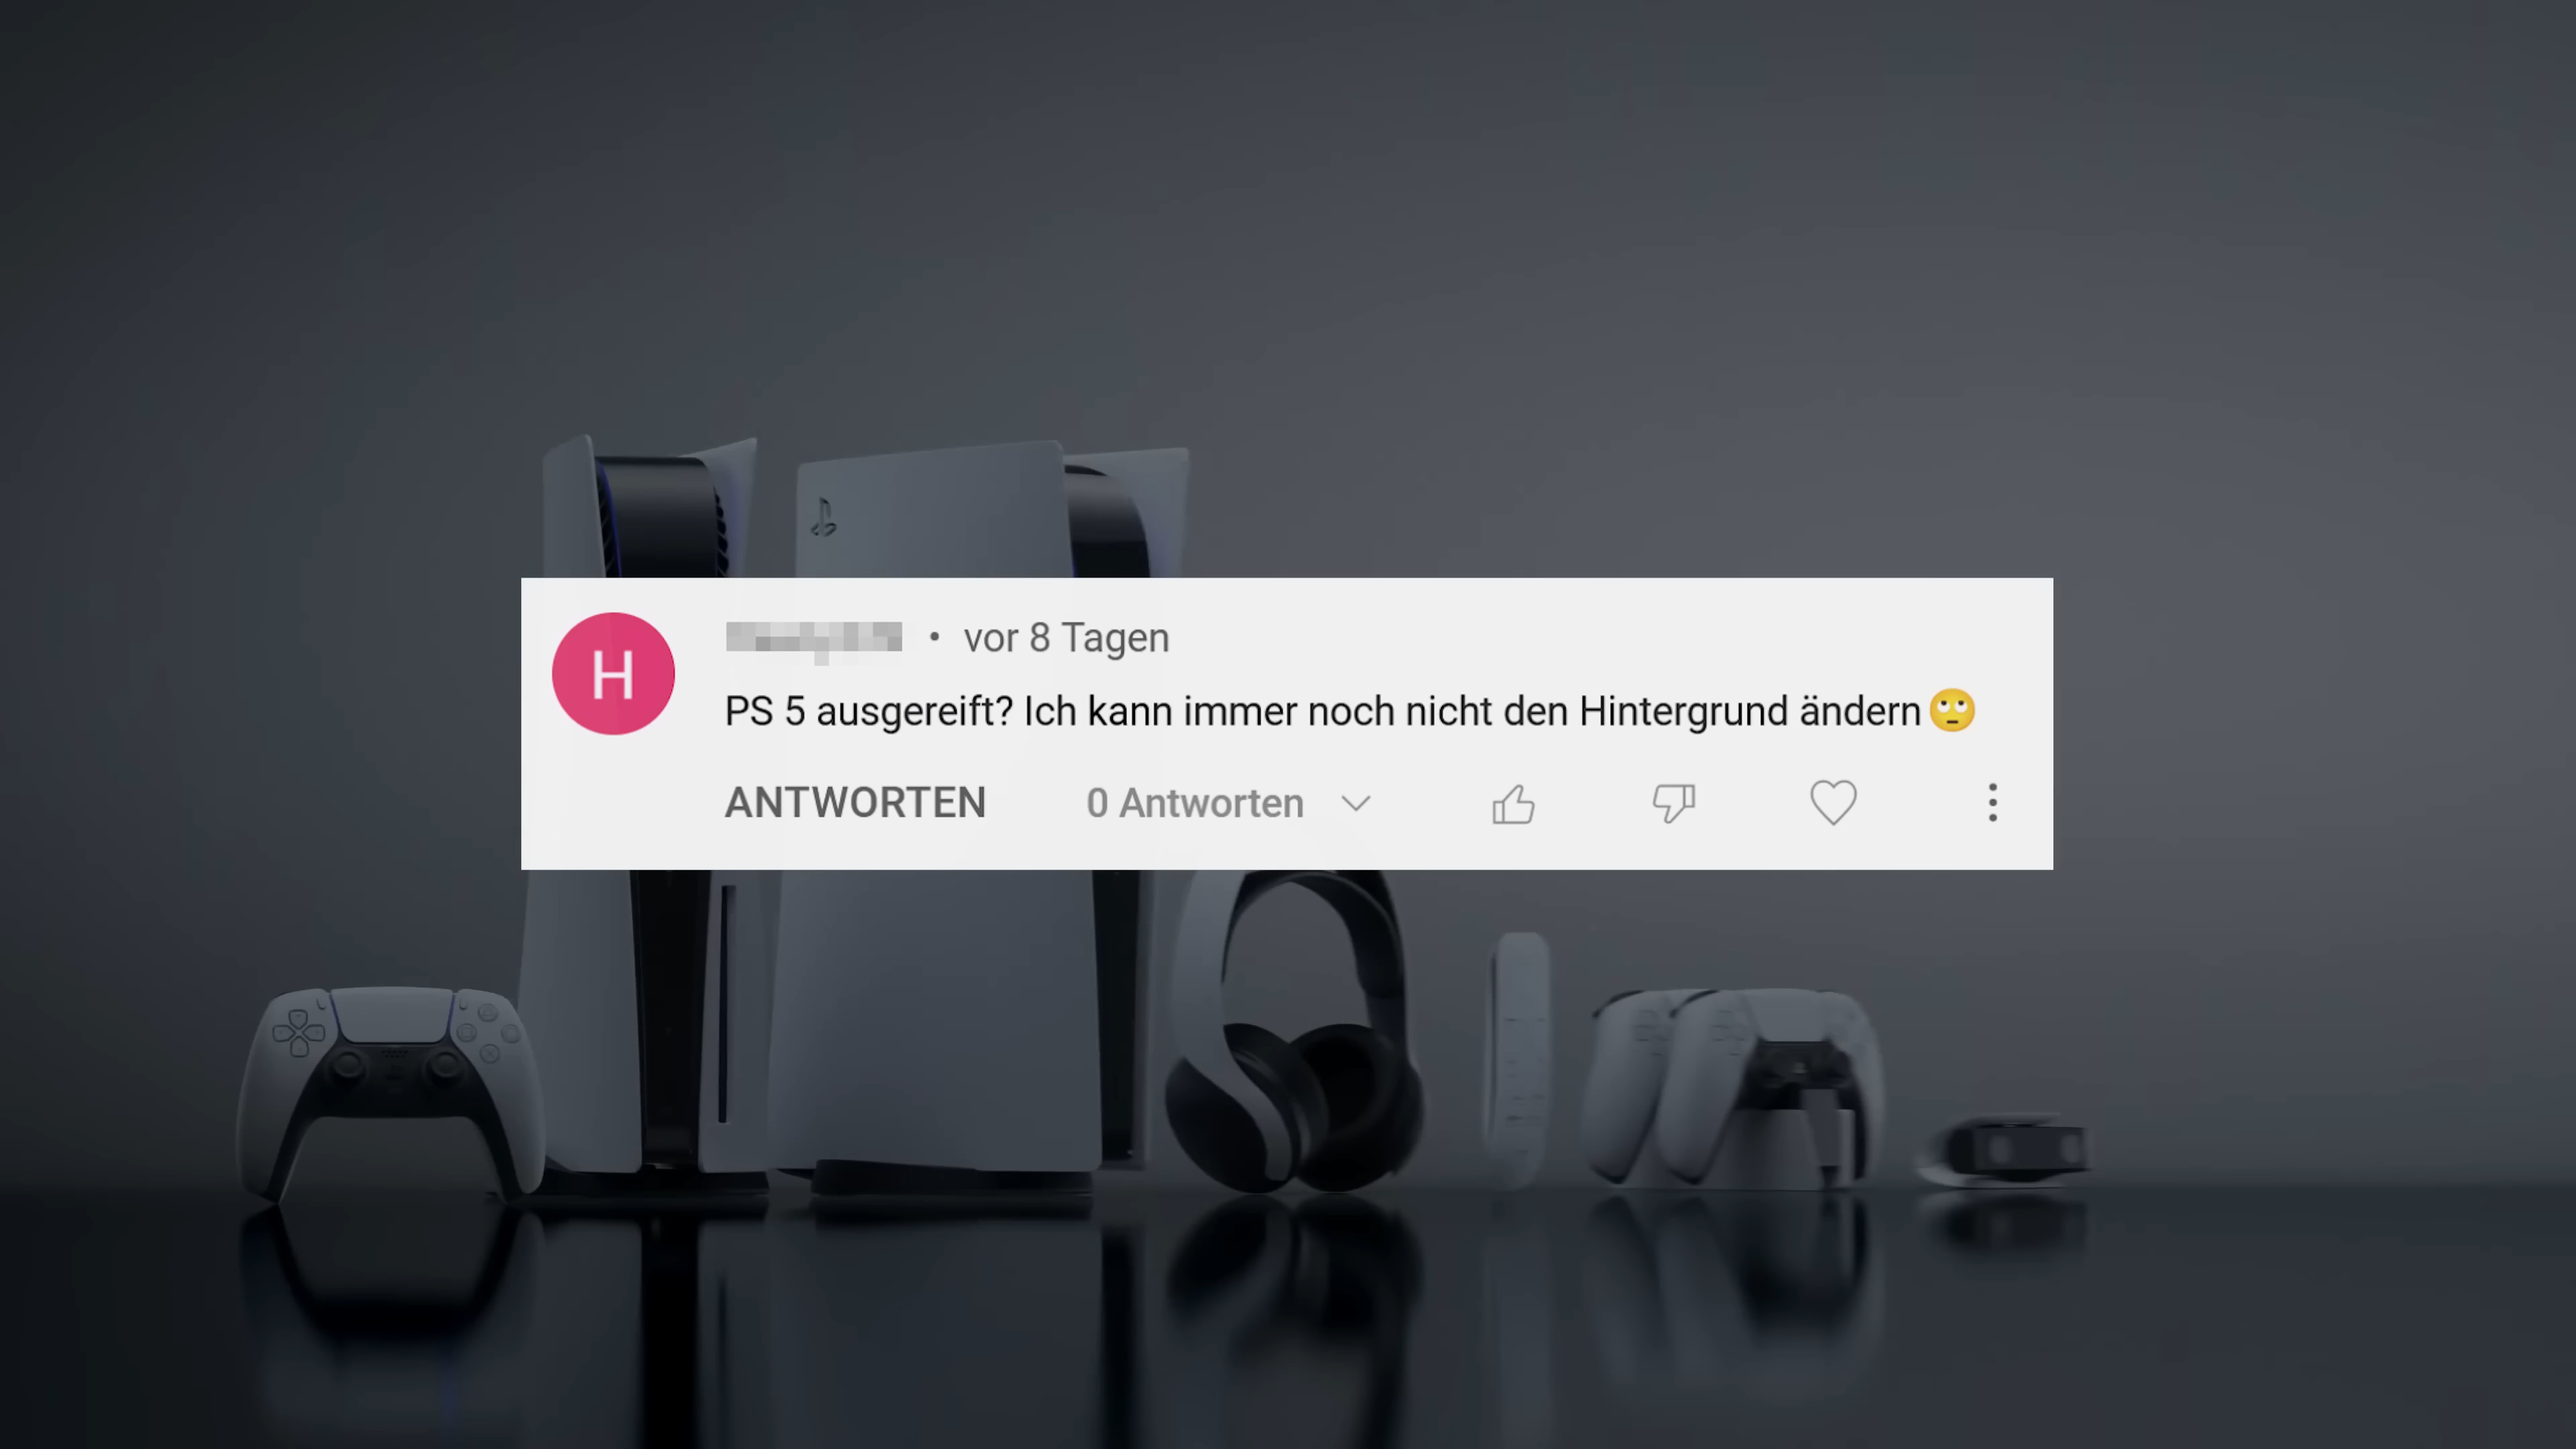 H
• vor 8 Tagen
PS 5 ausgereift? Ich kann immer noch nicht den Hintergrund ändern🙄
ANTWORTEN 0 Antworten